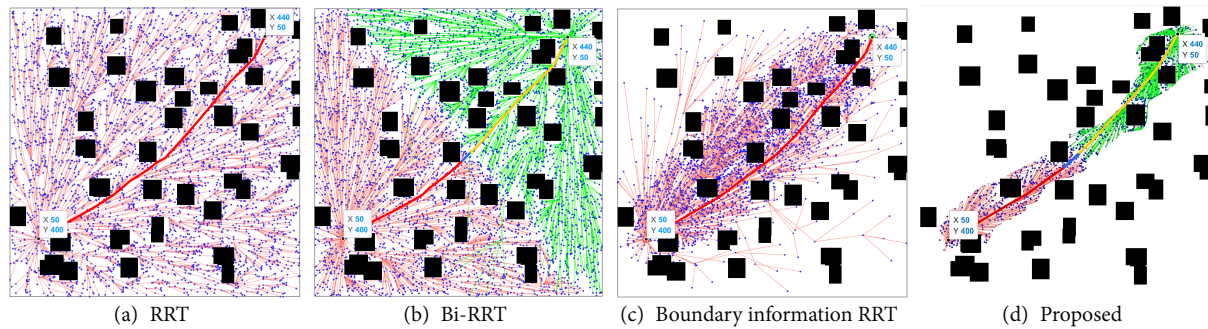 X 440
Y 50
X 50
Y 400
X 440
Y 50
X 50
Y 400
X 440
Y 50
X 50
Y 400
X 440
Y 50
X 50
Y 400
(a) RRT
(b) Bi-RRT
(c) Boundary information RRT
(d) Proposed